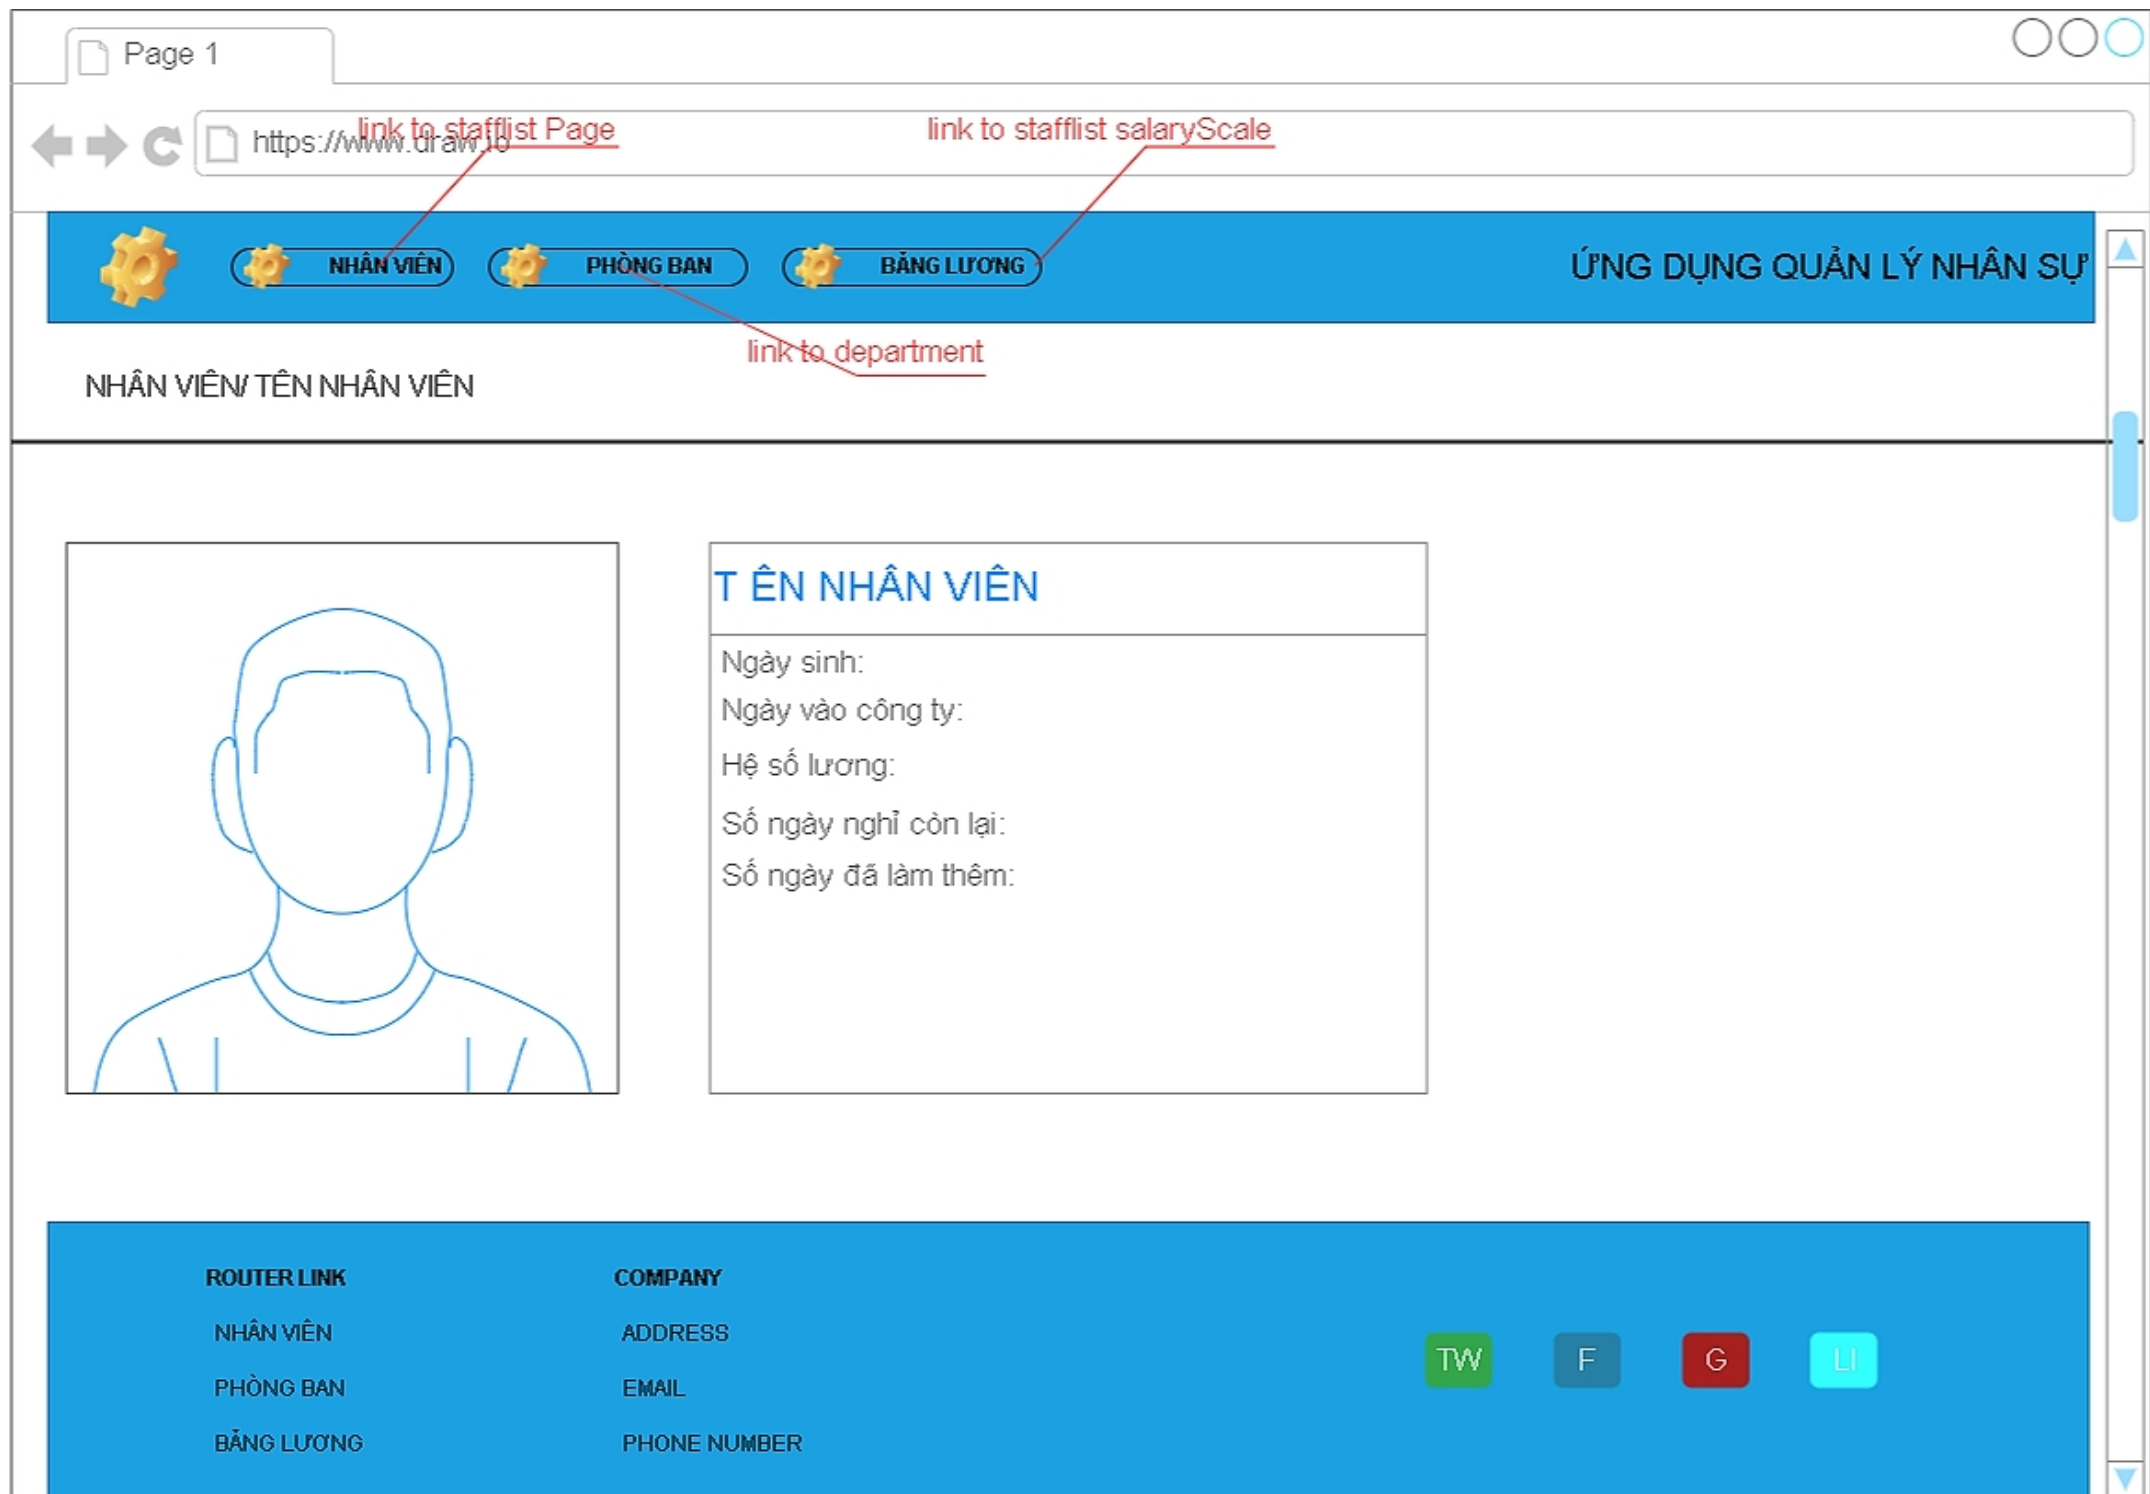 Page 1
link to stafflist Page
link to stafflist salaryScale
https://www.draw.io
NHÂN VIÊN
PHÒNG BAN
BẢNG LƯƠNG
ỨNG DỤNG QUẢN LÝ NHÂN SỰ
link to department
NHÂN VIÊN/ TÊN NHÂN VIÊN
T ÊN NHÂN VIÊN
Ngày sinh:
Ngày vào công ty:
Hệ số lương:
Số ngày nghỉ còn lại:
Số ngày đã làm thêm:
ROUTER LINK
NHÂN VIÊN
PHÒNG BAN
BẢNG LƯƠNG
COMPANY
ADDRESS
EMAIL
PHONE NUMBER
TW
F
G
LI